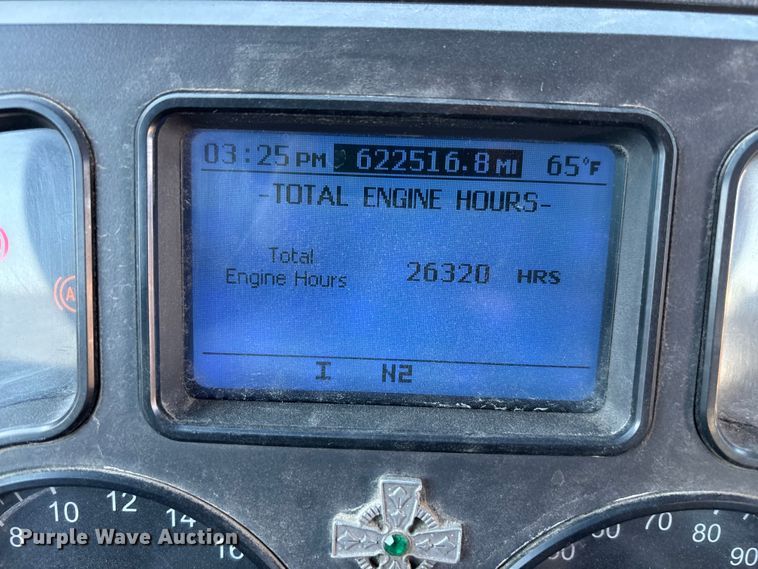 03:25 PM 622516.8 MI 65°F
-TOTAL ENGINE HOURS-
Total
Engine Hours 26320 HRS
I N2
8 10 12 14 16
70 80 90
Purple Wave Auction